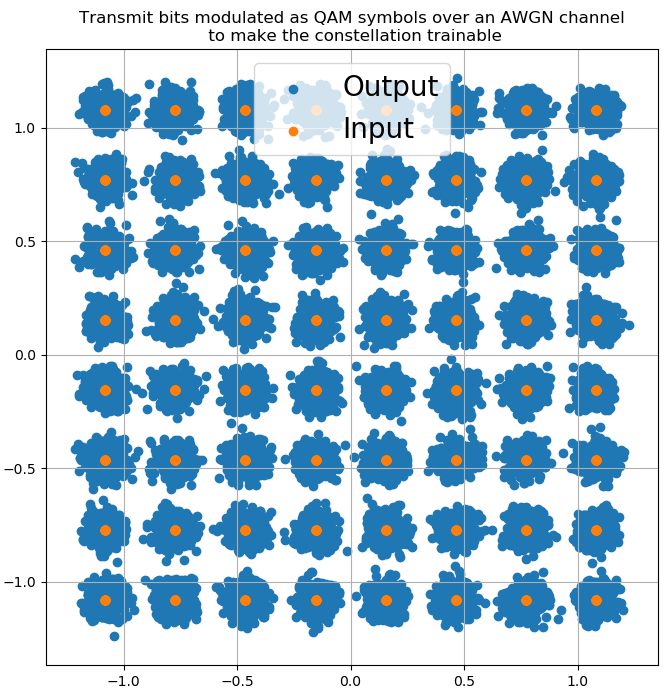 Transmit bits modulated as QAM symbols over an AWGN channel
to make the constellation trainable
Output
Input
1.0
0.5
0.0
−0.5
−1.0
−1.0
−0.5
0.0
0.5
1.0